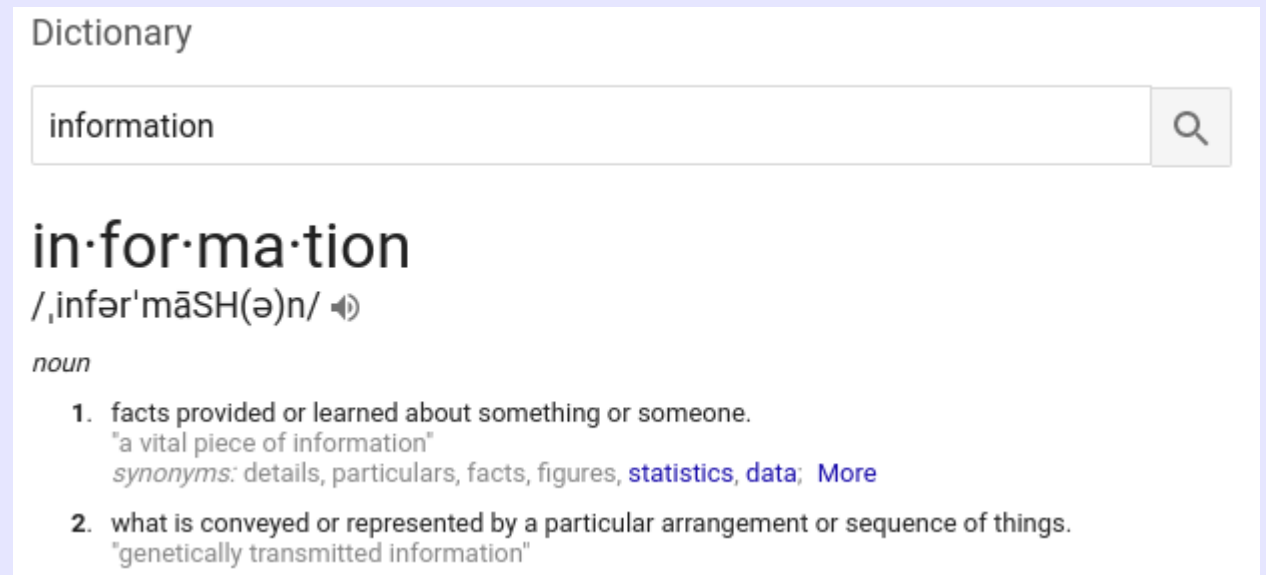 Dictionary
information
in·for·ma·tion
/ˌinfərˈmāSH(ə)n/
noun
1. facts provided or learned about something or someone.
"a vital piece of information"
synonyms: details, particulars, facts, figures, statistics, data; More
2. what is conveyed or represented by a particular arrangement or sequence of things.
"genetically transmitted information"